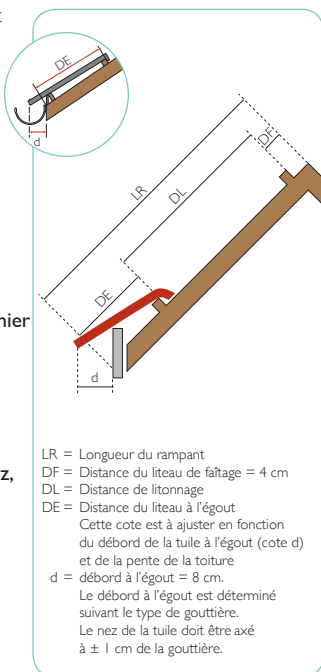 DE
d
LR
DF
DL
DE
d
nier
z,
LR = Longueur du rampant
DF = Distance du liteau de faîtage = 4 cm
DL = Distance de litonnage
DE = Distance du liteau à l'égout
Cette cote est à ajuster en fonction
du débord de la tuile à l'égout (cote d)
et de la pente de la toiture
d = débord à l'égout = 8 cm.
Le débord à l'égout est déterminé
suivant le type de gouttière.
Le nez de la tuile doit être axé
à ± 1 cm de la gouttière.